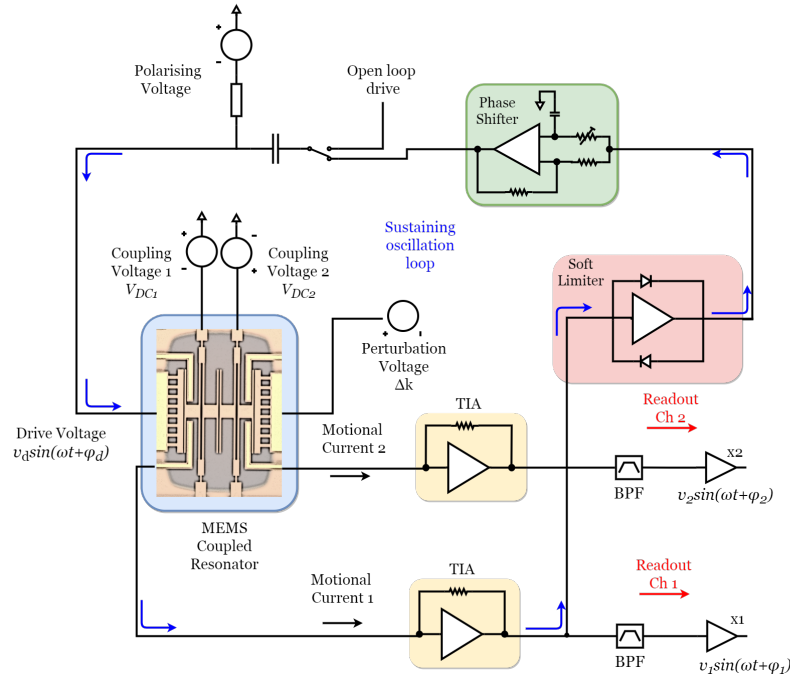 Polarising
Voltage
Open loop
drive
Phase
Shifter
Coupling
Voltage 1
V_DC1
Coupling
Voltage 2
V_DC2
Sustaining
oscillation
loop
Soft
Limiter
Perturbation
Voltage
Δk
Drive Voltage
v_d sin(ωt+φ_d)
MEMS
Coupled
Resonator
Motional
Current 2
TIA
Readout
Ch 2
BPF
x2
v_2 sin(ωt+φ_2)
Motional
Current 1
TIA
Readout
Ch 1
BPF
x1
v_1 sin(ωt+φ_1)